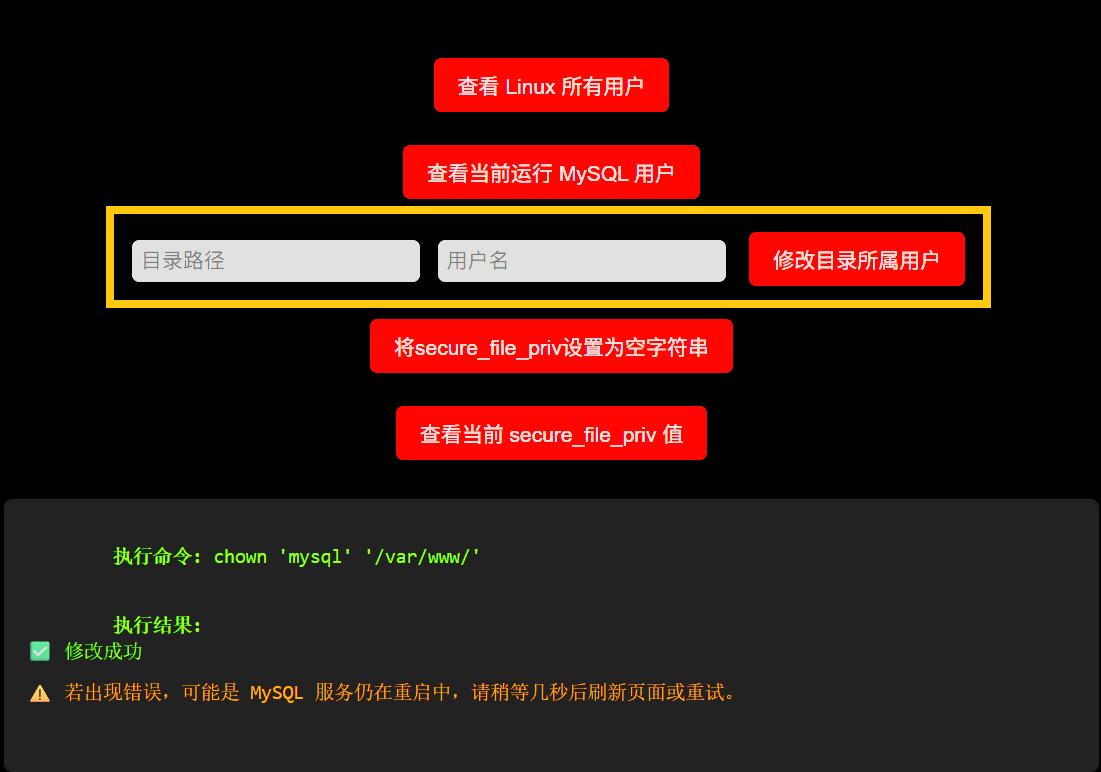 查看 Linux 所有用户
查看当前运行 MySQL 用户
目录路径 用户名 修改目录所属用户
将secure_file_priv设置为空字符串
查看当前 secure_file_priv 值
执行命令: chown 'mysql' '/var/www/'
执行结果:
✅ 修改成功
⚠️ 若出现错误，可能是 MySQL 服务仍在重启中，请稍等几秒后刷新页面或重试。